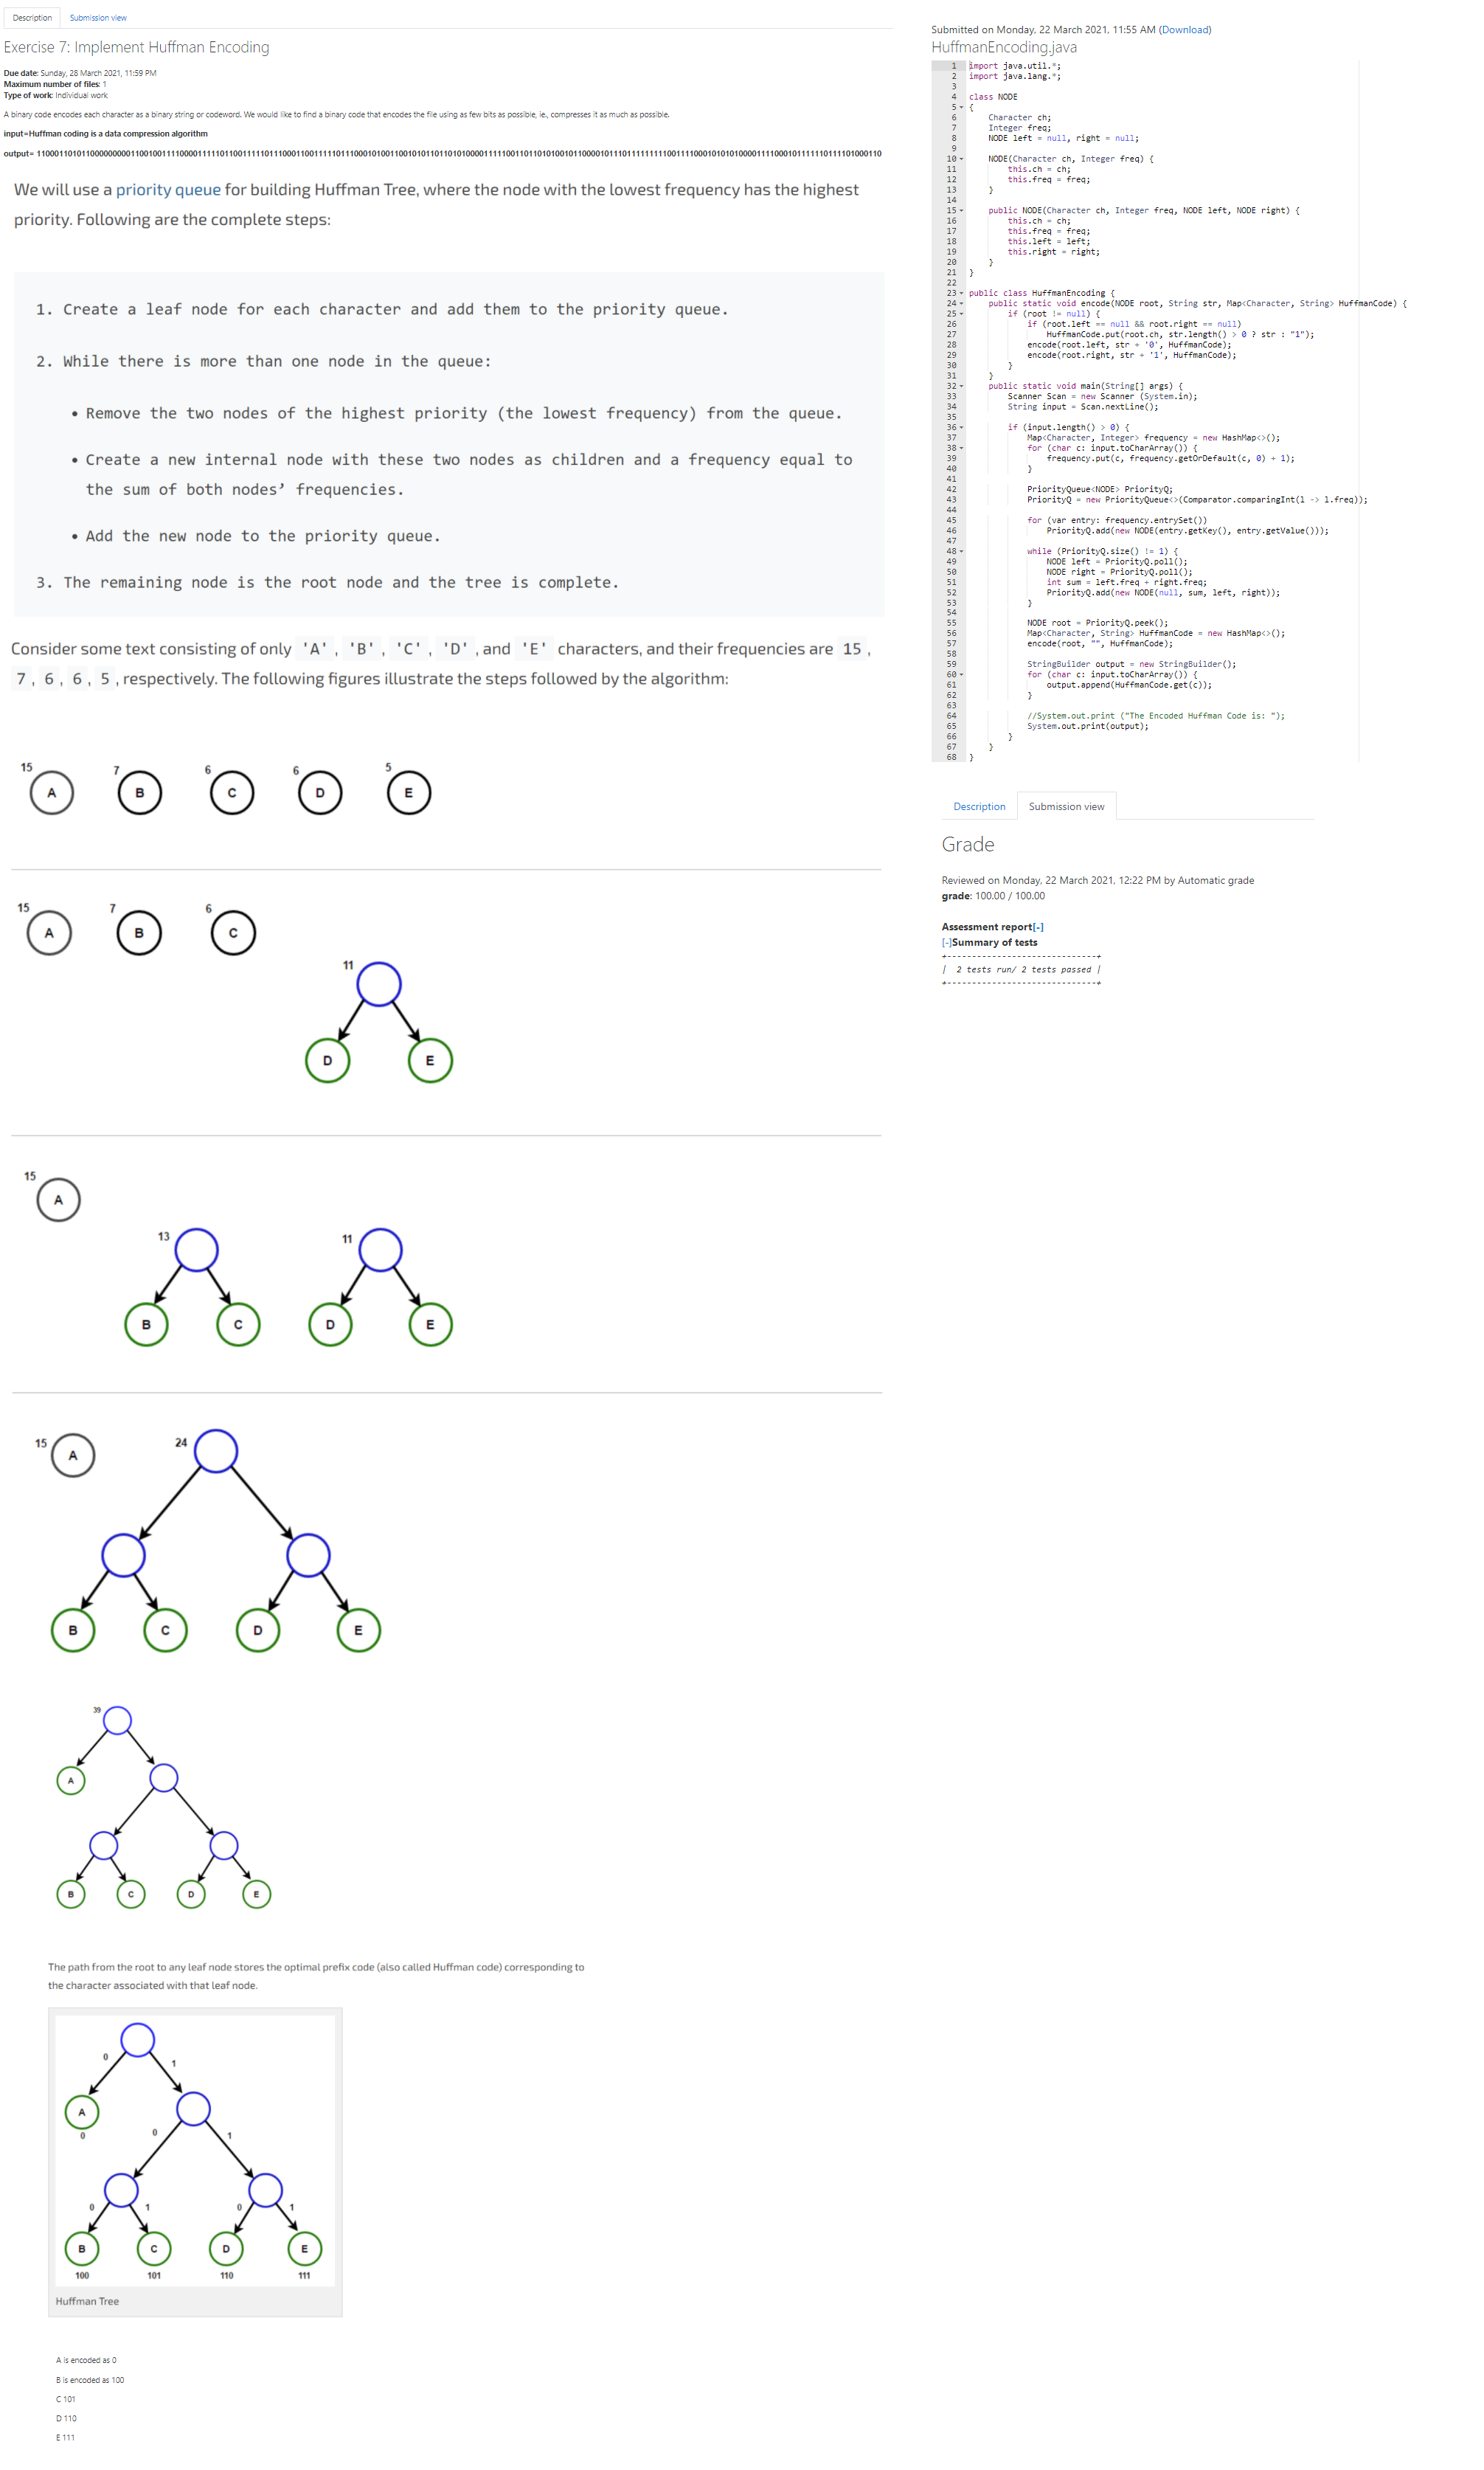 Description Submission view
Exercise 7: Implement Huffman Encoding
Due date: Sunday, 28 March 2021, 11:59 PM
Maximum number of files: 1
Type of work: Individual work
A binary code encodes each character as a binary string or codeword. We would like to find a binary code that encodes the file using as few bits as possible, ie., compresses it as much as possible.
input=Huffman coding is a data compression algorithm
output=
We will use a priority queue for building Huffman Tree, where the node with the lowest frequency has the highest
priority. Following are the complete steps:
1. Create a leaf node for each character and add them to the priority queue.
2. While there is more than one node in the queue:
• Remove the two nodes of the highest priority (the lowest frequency) from the queue.
• Create a new internal node with these two nodes as children and a frequency equal to
the sum of both nodes’ frequencies.
• Add the new node to the priority queue.
3. The remaining node is the root node and the tree is complete.
Consider some text consisting of only 'A', 'B', 'C', 'D', and 'E' characters, and their frequencies are 15,
7, 6, 6, 5, respectively. The following figures illustrate the steps followed by the algorithm:
15 7 6 6 5
A B C D E
15 7 6
A B C
11
D E
15
A
13 11
B C D E
15 24
A
B C D E
39
A
B C D E
The path from the root to any leaf node stores the optimal prefix code (also called Huffman code) corresponding to
the character associated with that leaf node.
0 1
A
0
0 1
0 1 0 1
B C D E
100 101 110 111
Huffman Tree
A is encoded as 0
B is encoded as 100
C 101
D 110
E 111
Submitted on Monday, 22 March 2021, 11:55 AM (Download)
HuffmanEncoding.java
1 import java.util.*;
2 import java.lang.*;
3
4 class NODE
5 {
6 Character ch;
7 Integer freq;
8 NODE left = null, right = null;
9
10 NODE(Character ch, Integer freq) {
11 this.ch = ch;
12 this.freq = freq;
13 }
14
15 public NODE(Character ch, Integer freq, NODE left, NODE right) {
16 this.ch = ch;
17 this.freq = freq;
18 this.left = left;
19 this.right = right;
20 }
21 }
22
23 public class HuffmanEncoding {
24 public static void encode(NODE root, String str, Map<Character, String> HuffmanCode) {
25 if (root != null) {
26 if (root.left == null && root.right == null)
27 HuffmanCode.put(root.ch, str.length() > 0 ? str : "1");
28 encode(root.left, str + '0', HuffmanCode);
29 encode(root.right, str + '1', HuffmanCode);
30 }
31 }
32 public static void main(String[] args) {
33 Scanner Scan = new Scanner (System.in);
34 String input = Scan.nextLine();
35
36 if (input.length() > 0) {
37 Map<Character, Integer> frequency = new HashMap<>();
38 for (char c: input.toCharArray()) {
39 frequency.put(c, frequency.getOrDefault(c, 0) + 1);
40 }
41
42 PriorityQueue<NODE> PriorityQ;
43 PriorityQ = new PriorityQueue<>(Comparator.comparingInt(l -> l.freq));
44
45 for (var entry: frequency.entrySet())
46 PriorityQ.add(new NODE(entry.getKey(), entry.getValue()));
47
48 while (PriorityQ.size() != 1) {
49 NODE left = PriorityQ.poll();
50 NODE right = PriorityQ.poll();
51 int sum = left.freq + right.freq;
52 PriorityQ.add(new NODE(null, sum, left, right));
53 }
54
55 NODE root = PriorityQ.peek();
56 Map<Character, String> HuffmanCode = new HashMap<>();
57 encode(root, "", HuffmanCode);
58
59 StringBuilder output = new StringBuilder();
60 for (char c: input.toCharArray()) {
61 output.append(HuffmanCode.get(c));
62 }
63
64 //System.out.print ("The Encoded Huffman Code is: ");
65 System.out.print(output);
66 }
67 }
68 }
Description Submission view
Grade
Reviewed on Monday, 22 March 2021, 12:22 PM by Automatic grade
grade: 100.00 / 100.00
Assessment report[-]
[-]Summary of tests
+------------------------------+
| 2 tests run/ 2 tests passed |
+------------------------------+